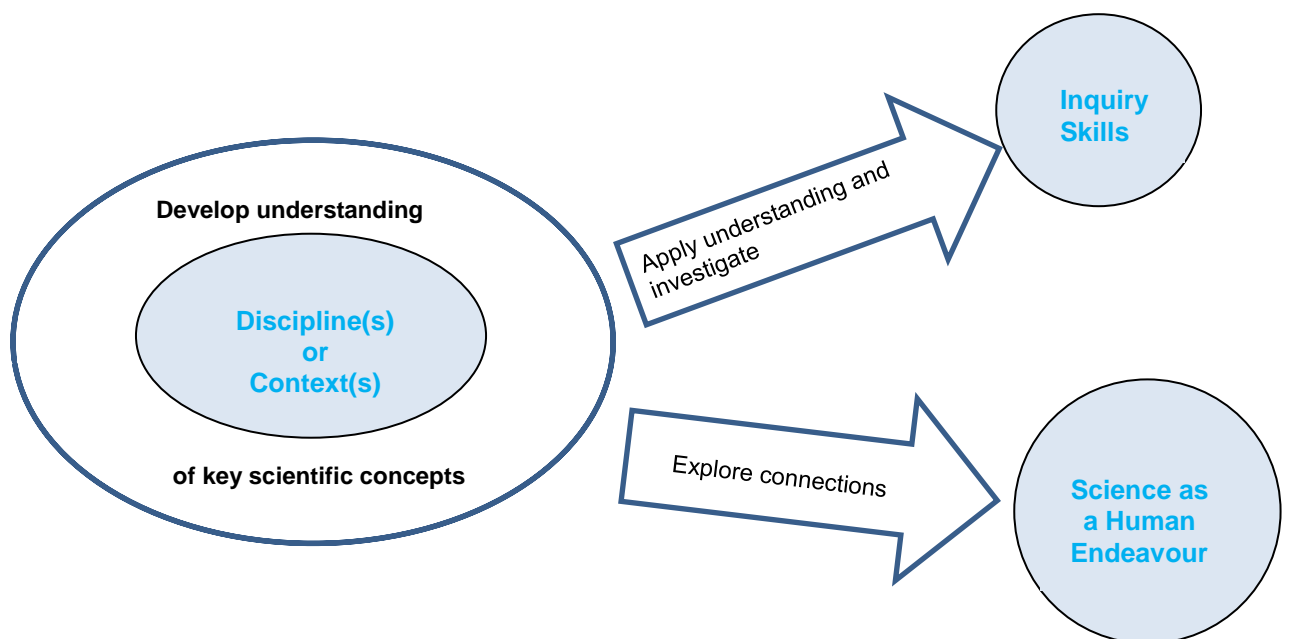 Develop understanding
Discipline(s)
or
Context(s)
of key scientific concepts
Apply understanding and
investigate
Inquiry
Skills
Explore connections
Science as
a Human
Endeavour